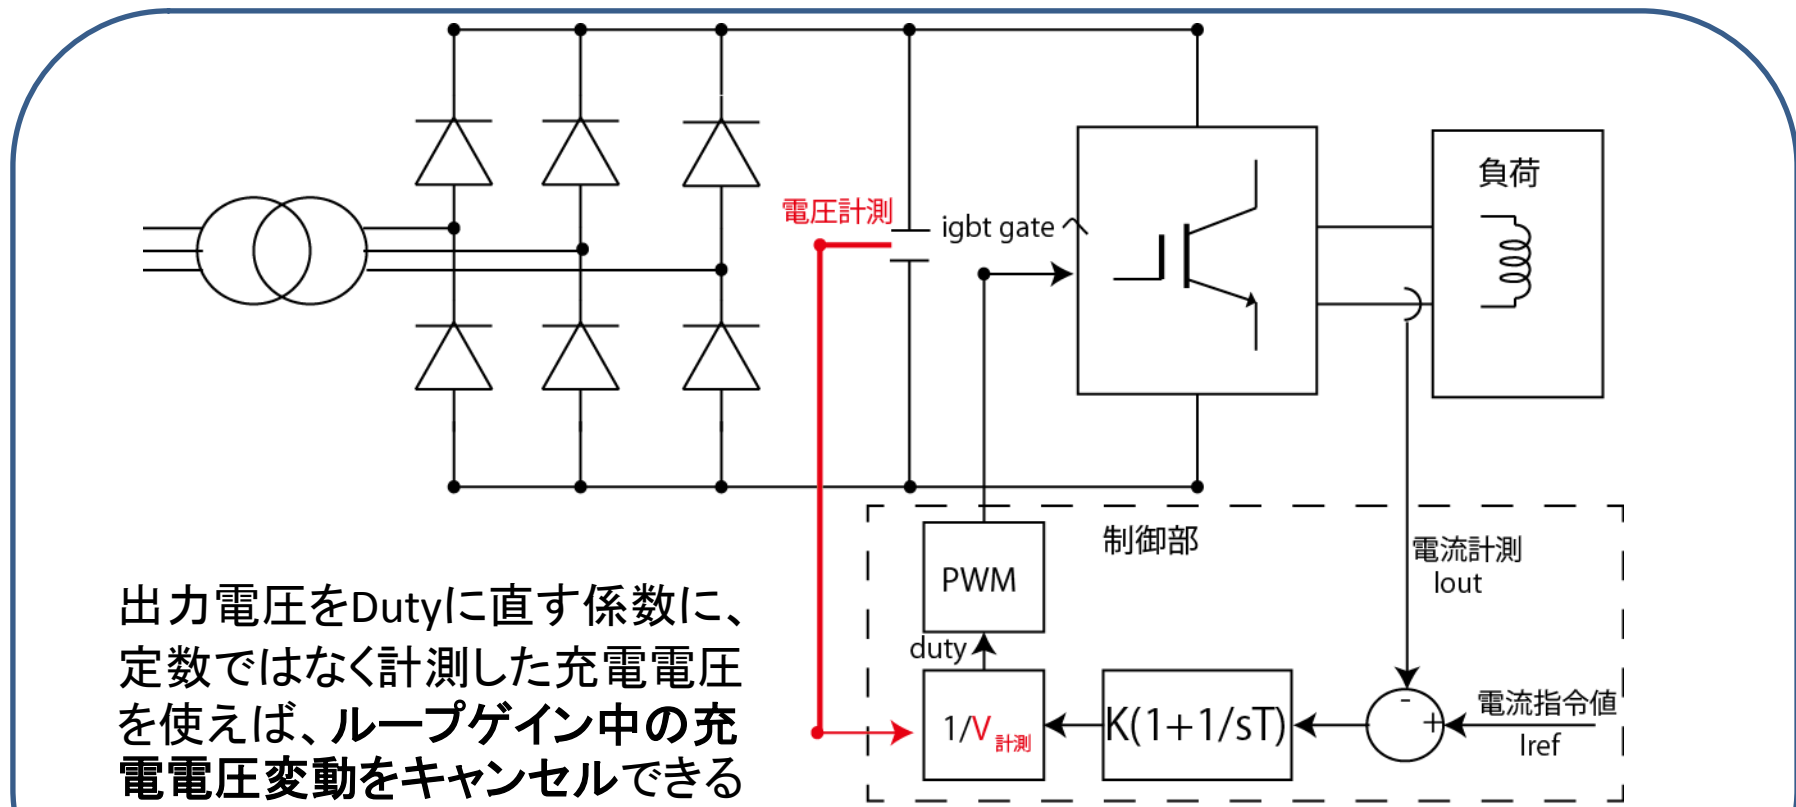 電圧計測
igbt gate
負荷
制御部
PWM
電流計測
Iout
duty
1/V計測
K(1+1/sT)
-
+
電流指令値
Iref
出力電圧をDutyに直す係数に、
定数ではなく計測した充電電圧
を使えば、ループゲイン中の充
電電圧変動をキャンセルできる